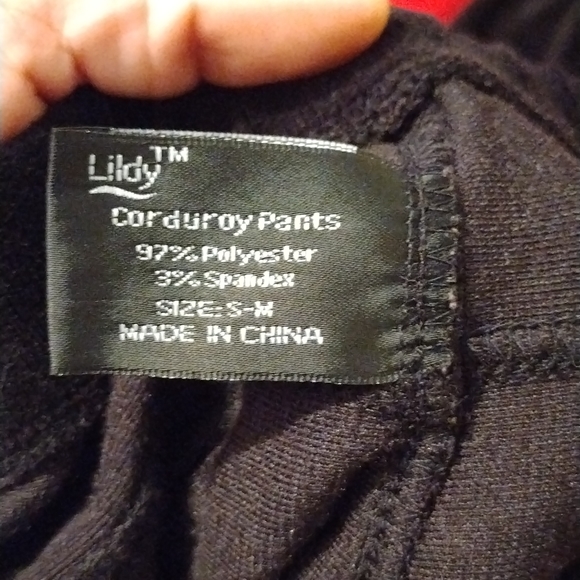 Lildy™
Corduroy Pants
97% Polyester
3% Spandex
SIZE: S-M
MADE IN CHINA